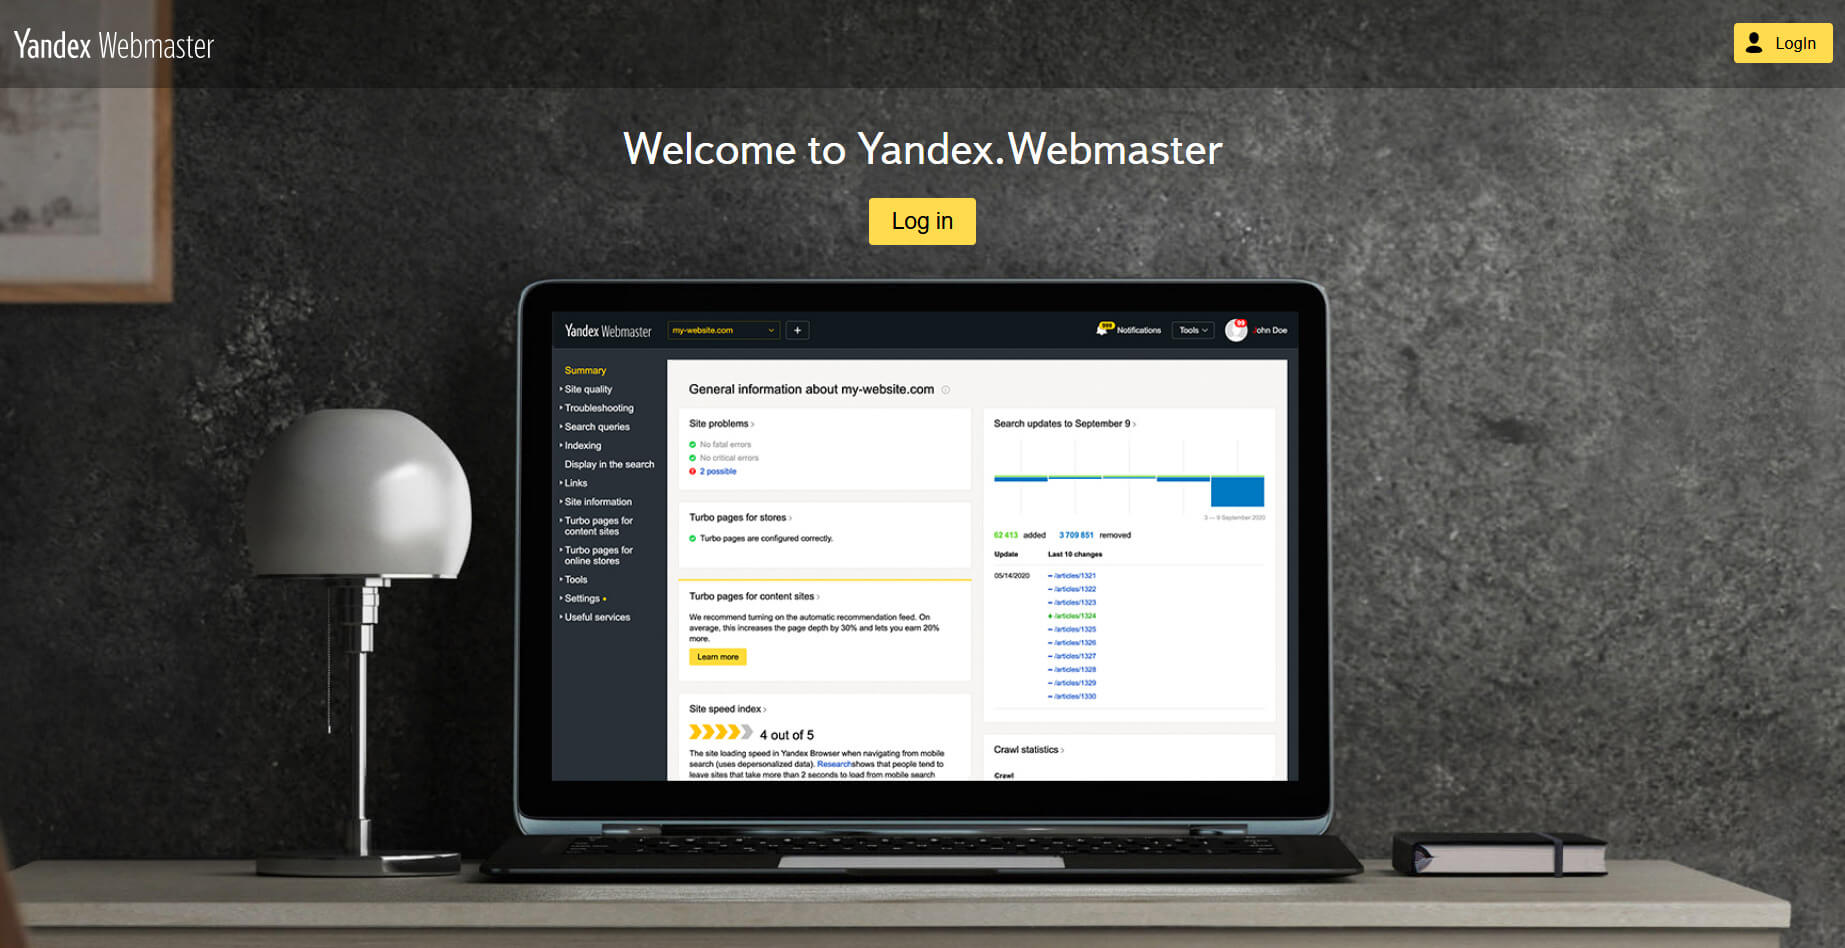 Yandex Webmaster
LogIn
Welcome to Yandex.Webmaster
Log in
Yandex Webmaster
my-website.com
+
999
Notifications
Tools
99
John Doe
Summary
Site quality
Troubleshooting
Search queries
Indexing
Display in the search
Links
Site information
Turbo pages for
content sites
Turbo pages for
online stores
Tools
Settings
Useful services
General information about my-website.com
Site problems
No fatal errors
No critical errors
2 possible
Turbo pages for stores
Turbo pages are configured correctly.
Turbo pages for content sites
We recommend turning on the automatic recommendation feed. On
average, this increases the page depth by 30% and lets you earn 20%
more.
Learn more
Site speed index
4 out of 5
The site loading speed in Yandex Browser when navigating from mobile
search (uses depersonalized data). Researchshows that people tend to
leave sites that take more than 2 seconds to load from mobile search
Search updates to September 9
3 — 9 September 2020
62 413 added 3 709 851 removed
Update Last 10 changes
05/14/2020 – /articles/1321
– /articles/1322
– /articles/1323
+ /articles/1324
– /articles/1325
– /articles/1326
– /articles/1327
– /articles/1328
– /articles/1329
– /articles/1330
Crawl statistics
Crawl